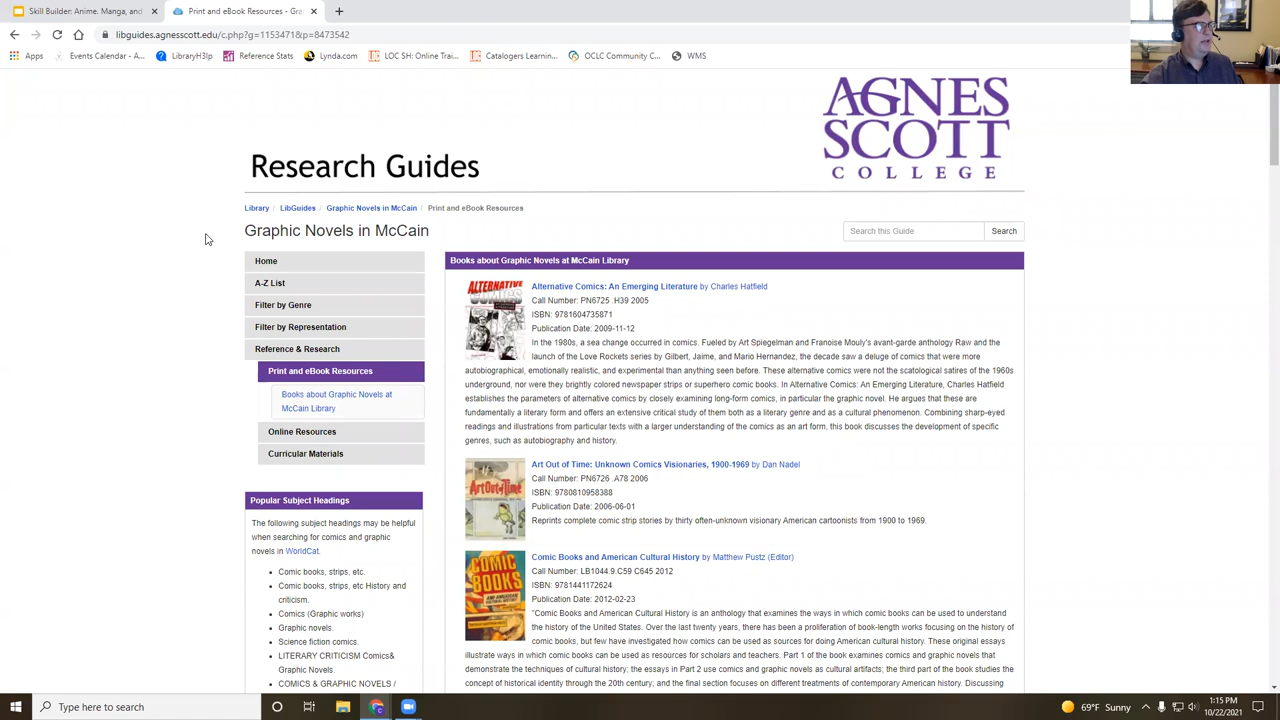 Skill Builder Anime, Manga, and
Print and eBook Resources - Gra
libguides.agnesscott.edu/c.php?g=1153471&p=8473542
Apps
Events Calendar - A...
LibraryH3lp
Reference Stats
Lynda.com
LOC SH: Online Trai...
Catalogers Learnin...
OCLC Community C...
WMS
AGNES
SCOTT
COLLEGE
Research Guides
Library / LibGuides / Graphic Novels in McCain / Print and eBook Resources
Graphic Novels in McCain
Search this Guide
Search
Home
A-Z List
Filter by Genre
Filter by Representation
Reference & Research
Print and eBook Resources
Books about Graphic Novels at
McCain Library
Online Resources
Curricular Materials
Popular Subject Headings
The following subject headings may be helpful
when searching for comics and graphic
novels in WorldCat.
Comic books, strips, etc.
Comic books, strips, etc History and
criticism.
Comics (Graphic works)
Graphic novels.
Science fiction comics.
LITERARY CRITICISM Comics&
Graphic Novels.
COMICS & GRAPHIC NOVELS /
Books about Graphic Novels at McCain Library
ALTERNATIVE
COMICS
Alternative Comics: An Emerging Literature by Charles Hatfield
Call Number: PN6725 .H39 2005
ISBN: 9781604735871
Publication Date: 2009-11-12
In the 1980s, a sea change occurred in comics. Fueled by Art Spiegelman and Franoise Mouly's avant-garde anthology Raw and the
launch of the Love Rockets series by Gilbert, Jaime, and Mario Hernandez, the decade saw a deluge of comics that were more
autobiographical, emotionally realistic, and experimental than anything seen before. These alternative comics were not the scatological satires of the 1960s
underground, nor were they brightly colored newspaper strips or superhero comic books. In Alternative Comics: An Emerging Literature, Charles Hatfield
establishes the parameters of alternative comics by closely examining long-form comics, in particular the graphic novel. He argues that these are
fundamentally a literary form and offers an extensive critical study of them both as a literary genre and as a cultural phenomenon. Combining sharp-eyed
readings and illustrations from particular texts with a larger understanding of the comics as an art form, this book discusses the development of specific
genres, such as autobiography and history.
Art Out of Time
Art Out of Time: Unknown Comics Visionaries, 1900-1969 by Dan Nadel
Call Number: PN6726 .A78 2006
ISBN: 9780810958388
Publication Date: 2006-06-01
Reprints complete comic strip stories by thirty often-unknown visionary American cartoonists from 1900 to 1969.
COMIC
BOOKS
Comic Books and American Cultural History by Matthew Pustz (Editor)
Call Number: LB1044.9.C59 C645 2012
ISBN: 9781441172624
Publication Date: 2012-02-23
"Comic Books and American Cultural History is an anthology that examines the ways in which comic books can be used to understand
the history of the United States. Over the last twenty years, there has been a proliferation of book-length works focusing on the history of
comic books, but few have investigated how comics can be used as sources for doing American cultural history. These original essays
illustrate ways in which comic books can be used as resources for scholars and teachers. Part 1 of the book examines comics and graphic novels that
demonstrate the techniques of cultural history; the essays in Part 2 use comics and graphic novels as cultural artifacts; the third part of the book studies the
concept of historical identity through the 20th century; and the final section focuses on different treatments of contemporary American history. Discussing
Type here to search
69°F Sunny
1:15 PM
10/22/2021